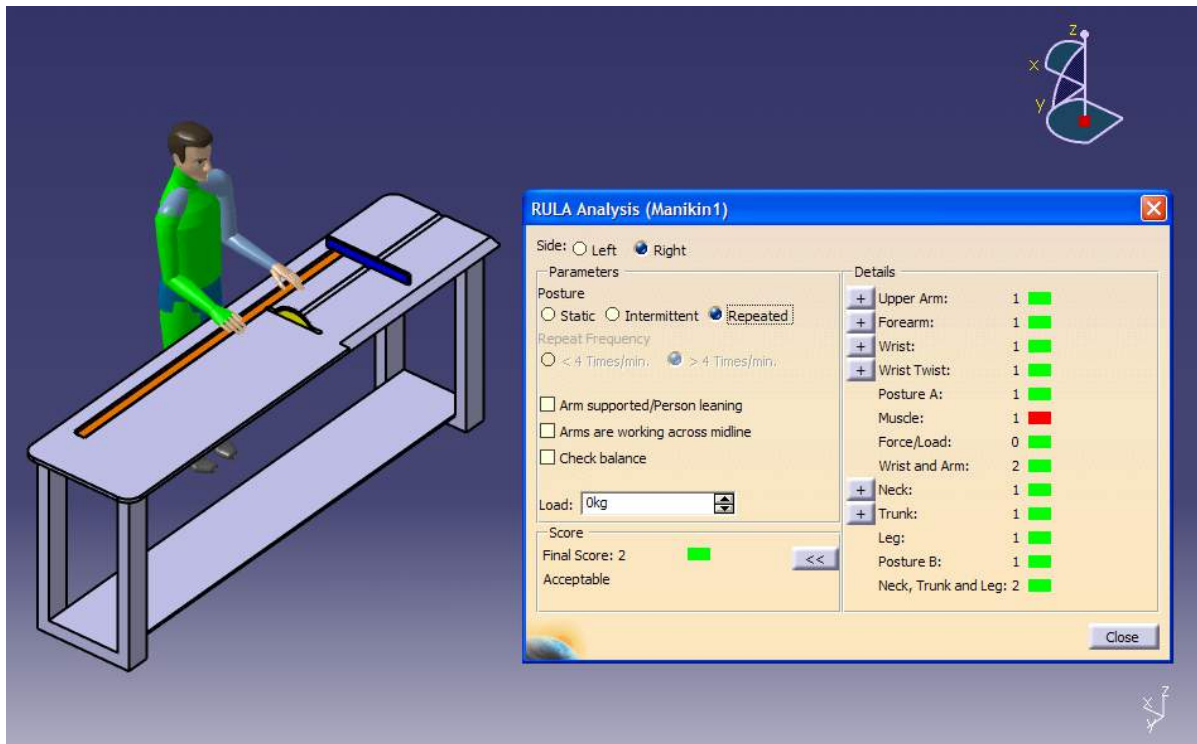 z
x
y
RULA Analysis (Manikin1)
Side: Left Right
Parameters
Posture
Static Intermittent Repeated
Repeat Frequency
< 4 Times/min. > 4 Times/min.
Arm supported/Person leaning
Arms are working across midline
Check balance
Load: 0kg
Score
Final Score: 2
<<
Acceptable
Details
+ Upper Arm: 1
+ Forearm: 1
+ Wrist: 1
+ Wrist Twist: 1
Posture A: 1
Muscle: 1
Force/Load: 0
Wrist and Arm: 2
+ Neck: 1
+ Trunk: 1
Leg: 1
Posture B: 1
Neck, Trunk and Leg: 2
Close
z
x
y